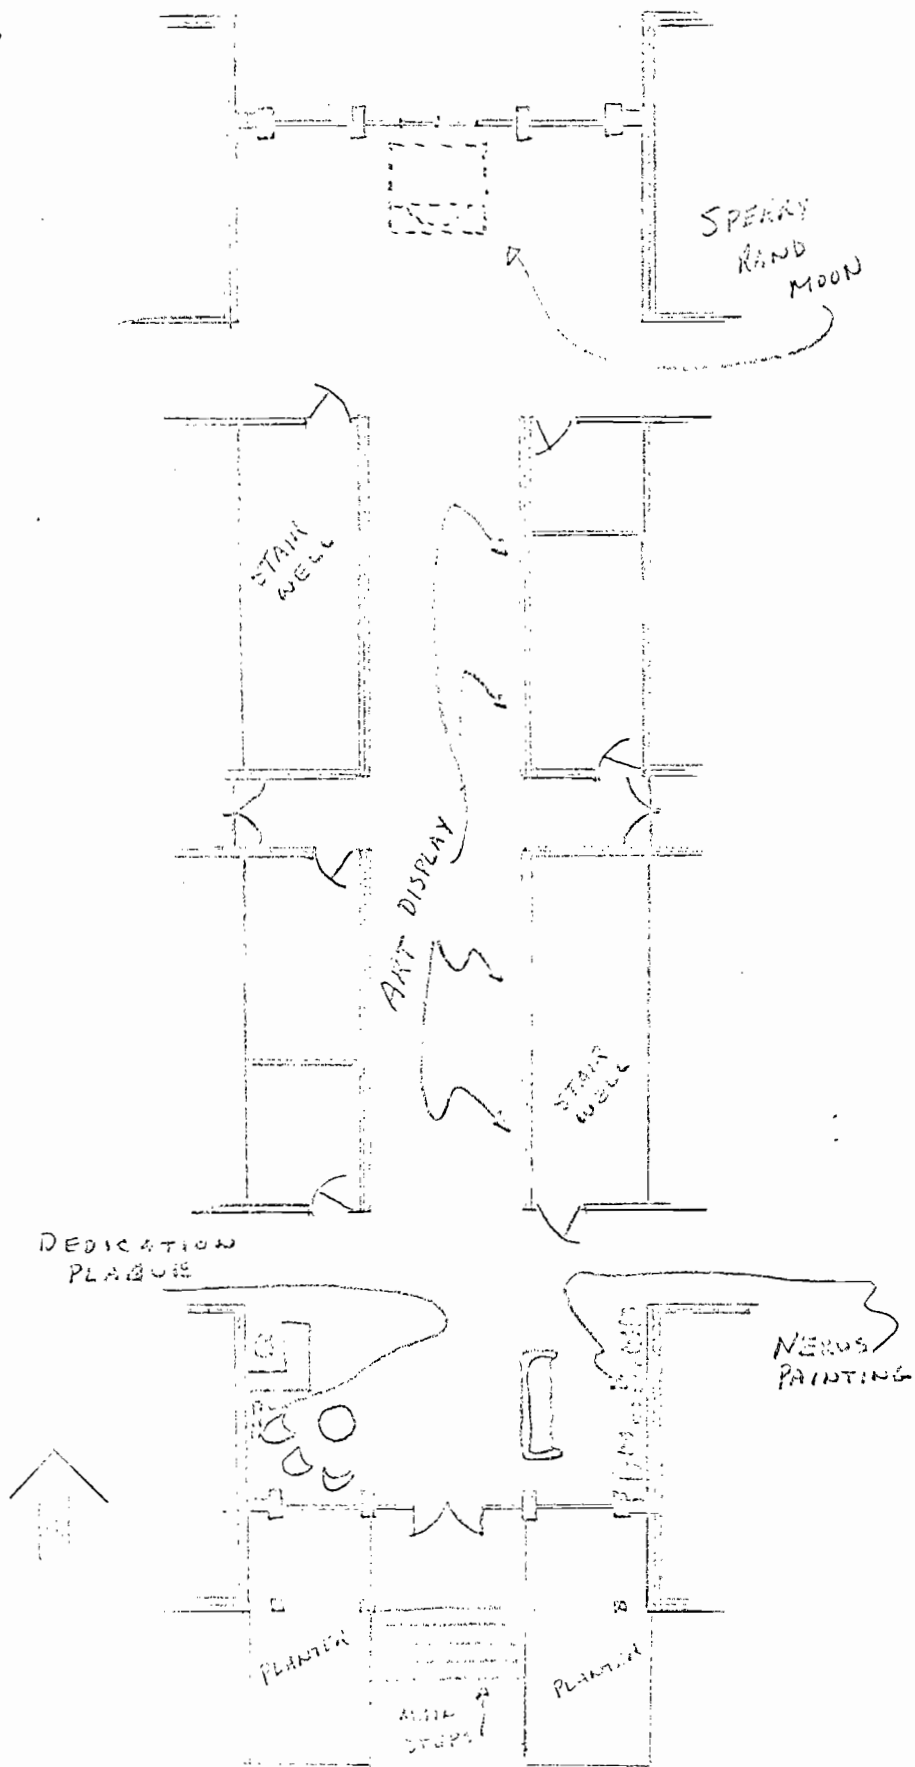 SPERRY
RAND
MOON
STAIR
WELL
ART DISPLAY
STAIR
WELL
DEDICATION
PLAQUE
NEXUS
PAINTING
N
PLANTER
PLANTER
MAIN
STEPS